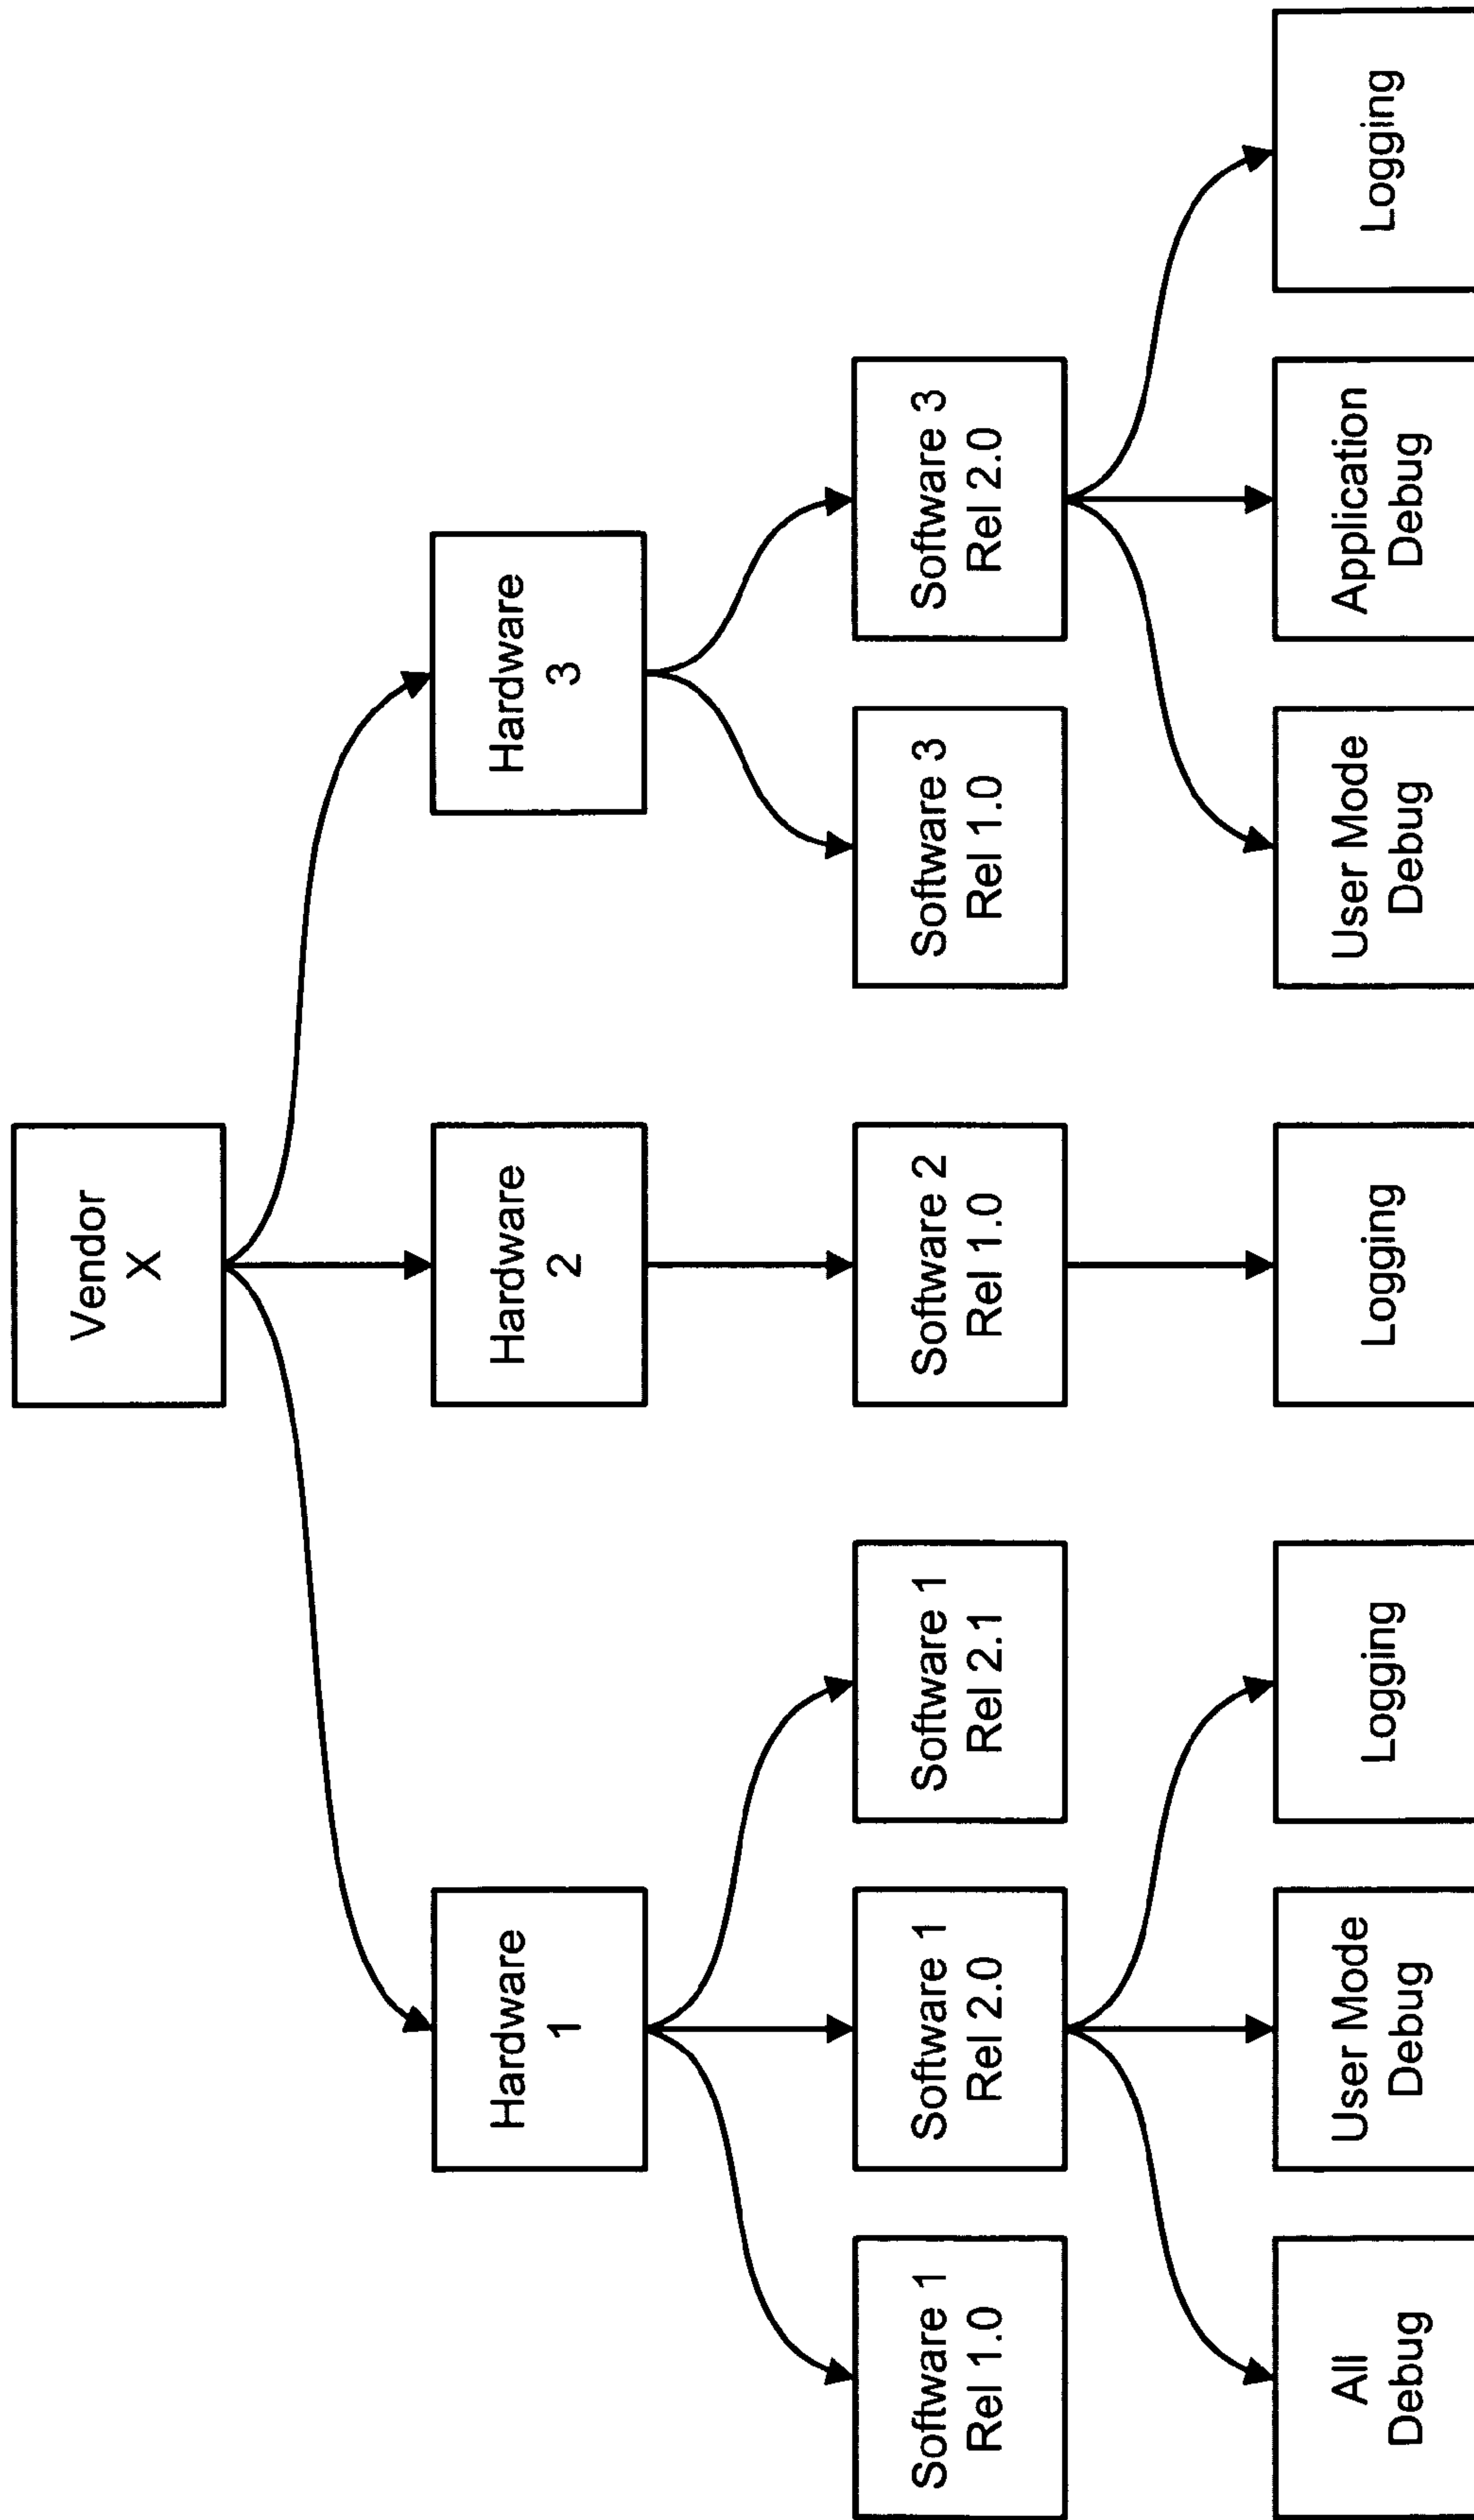 Vendor
X
Hardware
1
Hardware
2
Hardware
3
Software 1
Rel 1.0
Software 1
Rel 2.0
Software 1
Rel 2.1
Software 2
Rel 1.0
Software 3
Rel 1.0
Software 3
Rel 2.0
All
Debug
User Mode
Debug
Logging
Logging
User Mode
Debug
Application
Debug
Logging